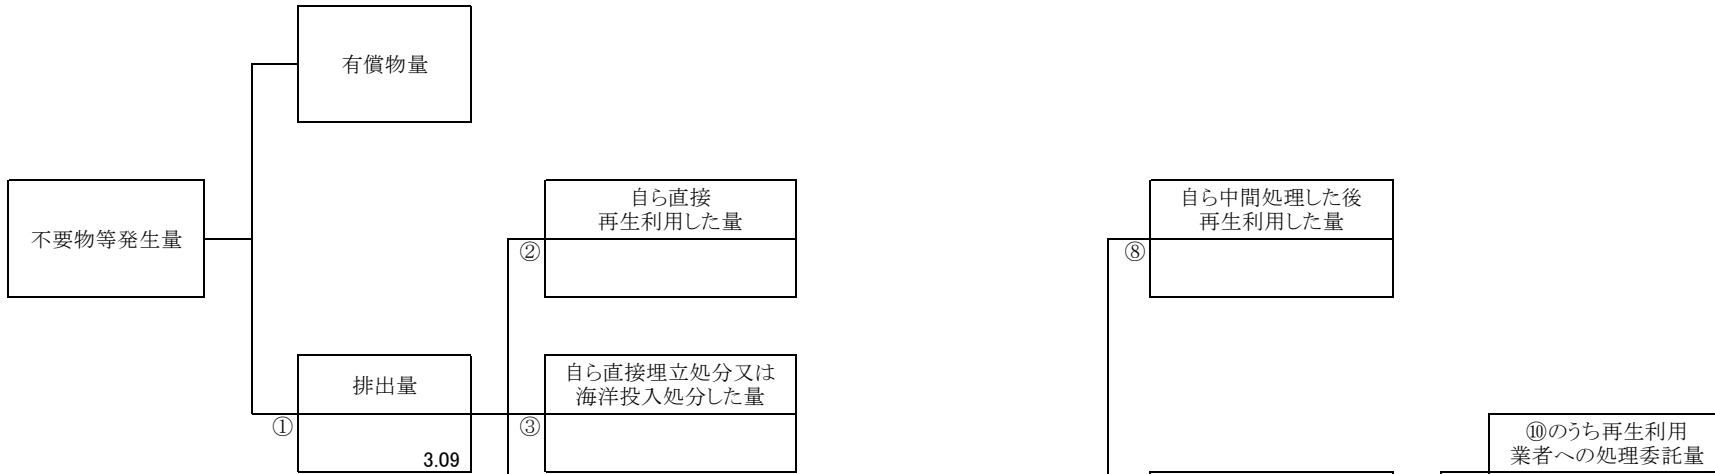 有償物量
不要物等発生量
自ら直接
再生利用した量
②
自ら中間処理した後
再生利用した量
⑧
排出量
①
3.09
自ら直接埋立処分又は
海洋投入処分した量
③
⑩のうち再生利用
業者への処理委託量